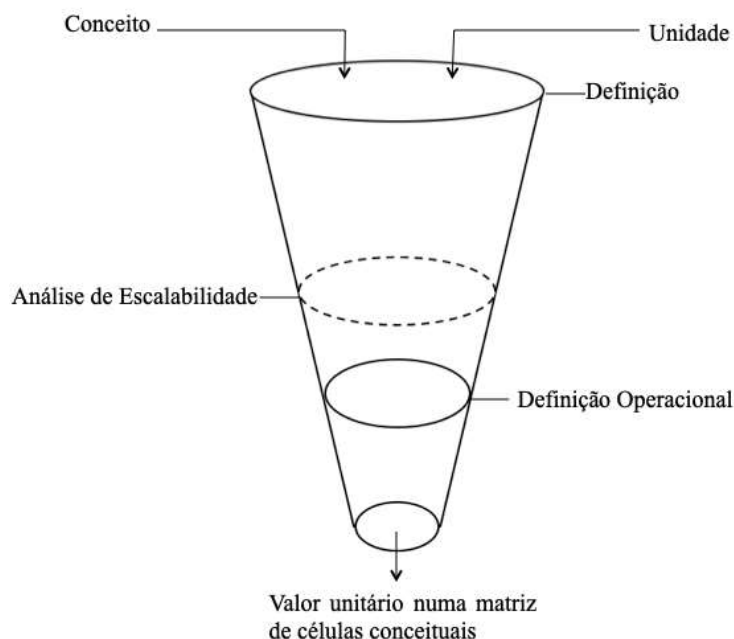 Conceito
Unidade
Definição
Análise de Escalabilidade
Definição Operacional
Valor unitário numa matriz
de células conceituais